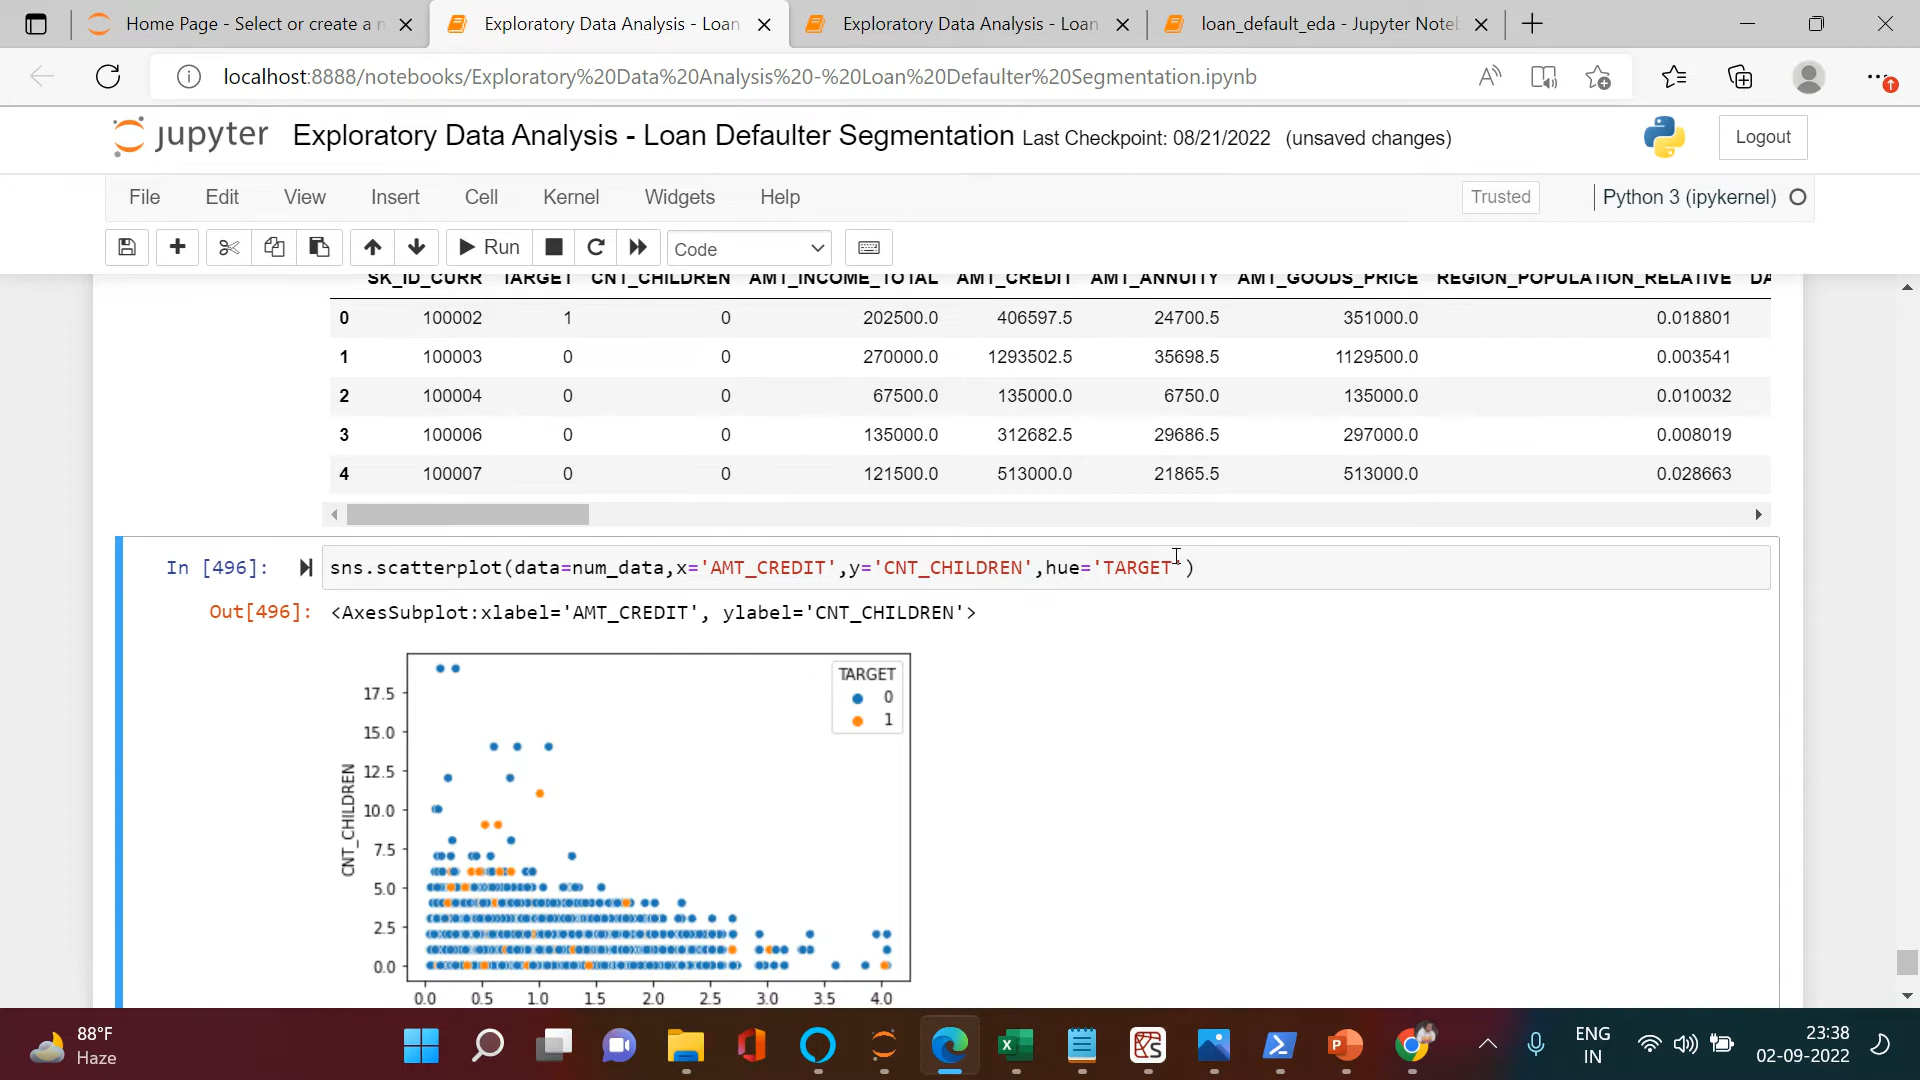 Home Page - Select or create a n
Exploratory Data Analysis - Loan
Exploratory Data Analysis - Loan
loan_default_eda - Jupyter Noteb
localhost:8888/notebooks/Exploratory%20Data%20Analysis%20-%20Loan%20Defaulter%20Segmentation.ipynb
jupyter Exploratory Data Analysis - Loan Defaulter Segmentation Last Checkpoint: 08/21/2022 (unsaved changes)
Logout
File Edit View Insert Cell Kernel Widgets Help
Trusted Python 3 (ipykernel)
Run Code
SK_ID_CURR TARGET CNT_CHILDREN AMT_INCOME_TOTAL AMT_CREDIT AMT_ANNUITY AMT_GOODS_PRICE REGION_POPULATION_RELATIVE DA
0 100002 1 0 202500.0 406597.5 24700.5 351000.0 0.018801
1 100003 0 0 270000.0 1293502.5 35698.5 1129500.0 0.003541
2 100004 0 0 67500.0 135000.0 6750.0 135000.0 0.010032
3 100006 0 0 135000.0 312682.5 29686.5 297000.0 0.008019
4 100007 0 0 121500.0 513000.0 21865.5 513000.0 0.028663
In [496]: sns.scatterplot(data=num_data,x='AMT_CREDIT',y='CNT_CHILDREN',hue='TARGET')
Out[496]: <AxesSubplot:xlabel='AMT_CREDIT', ylabel='CNT_CHILDREN'>
TARGET
0
1
CNT_CHILDREN
17.5
15.0
12.5
10.0
7.5
5.0
2.5
0.0
0.0 0.5 1.0 1.5 2.0 2.5 3.0 3.5 4.0
88°F
Haze
ENG
IN
23:38
02-09-2022